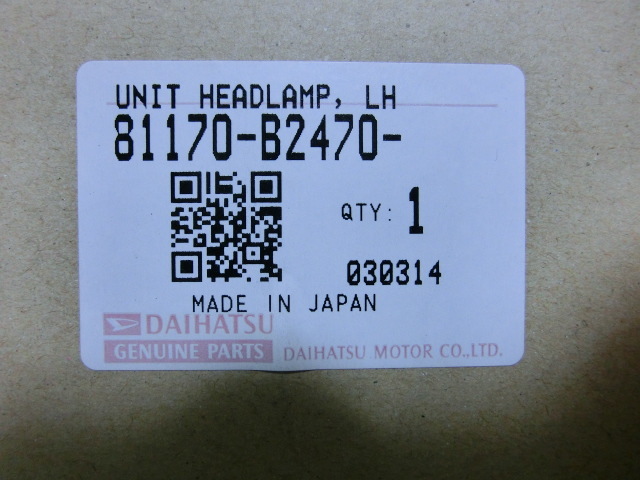 UNIT HEADLAMP, LH
81170-B2470-
QTY: 1
030314
MADE IN JAPAN
DAIHATSU
GENUINE PARTS DAIHATSU MOTOR CO.,LTD.